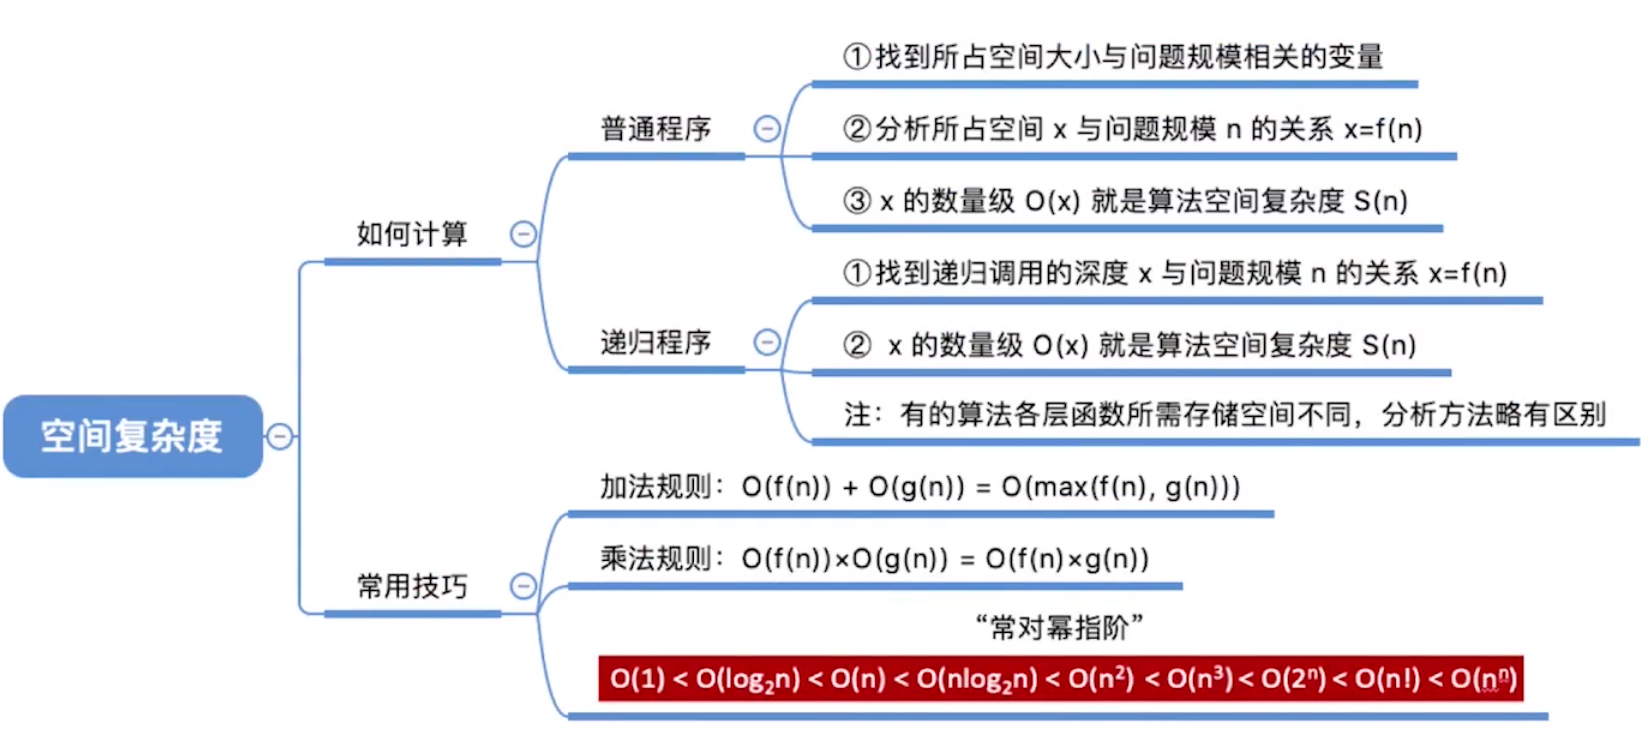 空间复杂度
如何计算
普通程序
①找到所占空间大小与问题规模相关的变量
②分析所占空间 x 与问题规模 n 的关系 x=f(n)
③ x 的数量级 O(x) 就是算法空间复杂度 S(n)
递归程序
①找到递归调用的深度 x 与问题规模 n 的关系 x=f(n)
② x 的数量级 O(x) 就是算法空间复杂度 S(n)
注：有的算法各层函数所需存储空间不同，分析方法略有区别
常用技巧
加法规则：O(f(n)) + O(g(n)) = O(max(f(n), g(n)))
乘法规则：O(f(n))×O(g(n)) = O(f(n)×g(n))
“常对幂指阶”
O(1) < O(log₂n) < O(n) < O(nlog₂n) < O(n²) < O(n³) < O(2ⁿ) < O(n!) < O(nⁿ)